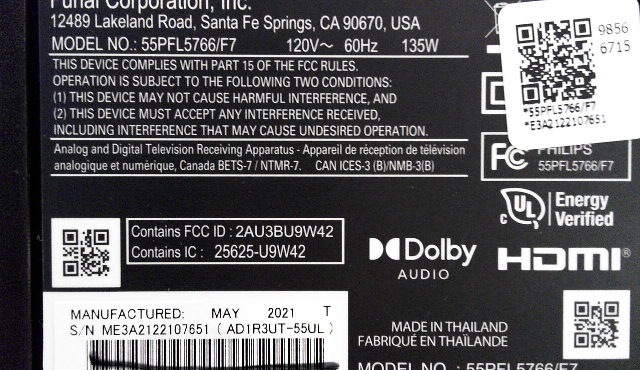 Funai Corporation, Inc.
12489 Lakeland Road, Santa Fe Springs, CA 90670, USA
MODEL NO.: 55PFL5766/F7 120V～ 60Hz 135W
THIS DEVICE COMPLIES WITH PART 15 OF THE FCC RULES.
OPERATION IS SUBJECT TO THE FOLLOWING TWO CONDITIONS:
(1) THIS DEVICE MAY NOT CAUSE HARMFUL INTERFERENCE, AND
(2) THIS DEVICE MUST ACCEPT ANY INTERFERENCE RECEIVED,
INCLUDING INTERFERENCE THAT MAY CAUSE UNDESIRED OPERATION.
Analog and Digital Television Receiving Apparatus - Appareil de réception de télévision
analogique et numérique, Canada BETS-7 / NTMR-7. CAN ICES-3 (B)/NMB-3(B)
9856
6715
*55PFL5766/F7
*E3A2122107651
FC PHILIPS
55PFL5766/F7
c UL Energy
Verified
Contains FCC ID : 2AU3BU9W42
Contains IC : 25625-U9W42
Dolby
AUDIO
HDMI®
MANUFACTURED: MAY 2021 T
S/N ME3A2122107651 ( AD1R3UT-55UL )
MADE IN THAILAND
FABRIQUÉ EN THAÏLANDE
MODEL NO.: 55PFL5766/F7